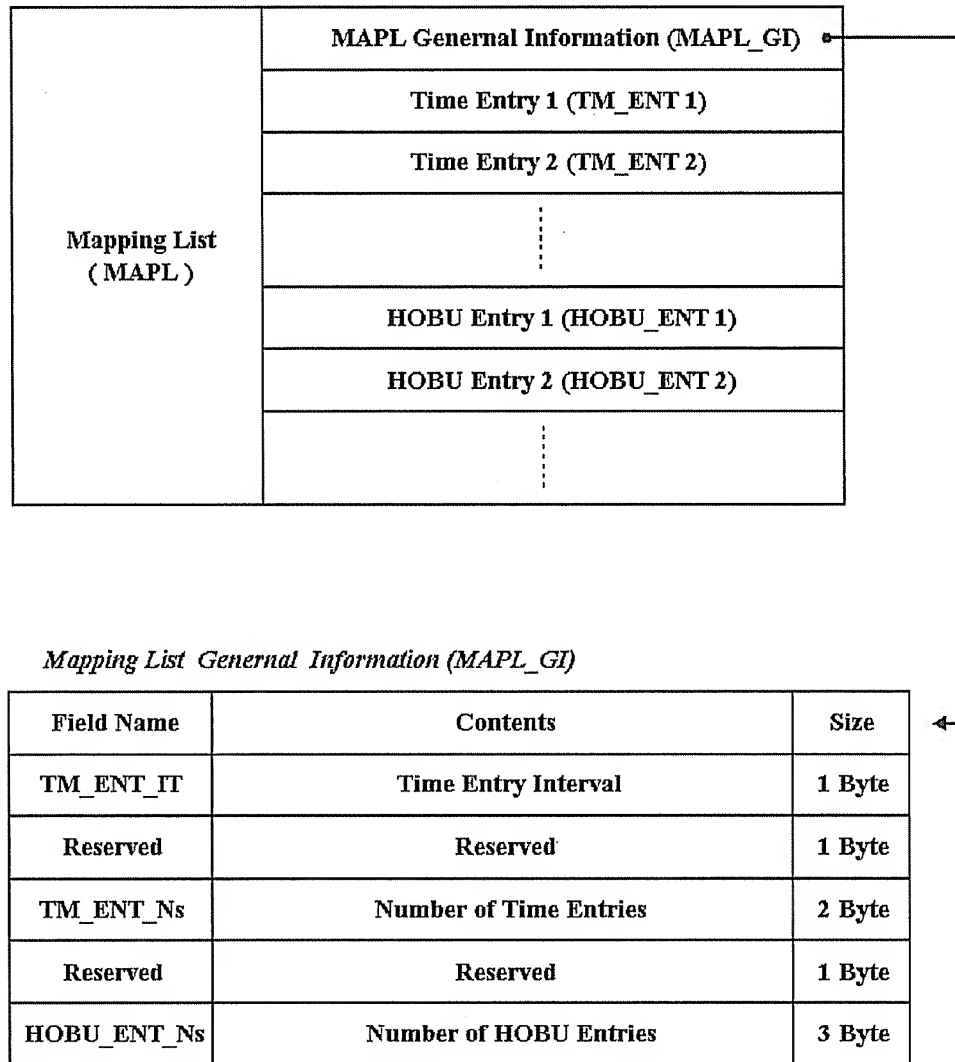 MAPL Genernal Information (MAPL_GI)
Time Entry 1 (TM_ENT 1)
Time Entry 2 (TM_ENT 2)
Mapping List
( MAPL )
HOBU Entry 1 (HOBU_ENT 1)
HOBU Entry 2 (HOBU_ENT 2)
Mapping List Genernal Information (MAPL_GI)
Field Name Contents Size
TM_ENT_IT Time Entry Interval 1 Byte
Reserved Reserved 1 Byte
TM_ENT_Ns Number of Time Entries 2 Byte
Reserved Reserved 1 Byte
HOBU_ENT_Ns Number of HOBU Entries 3 Byte